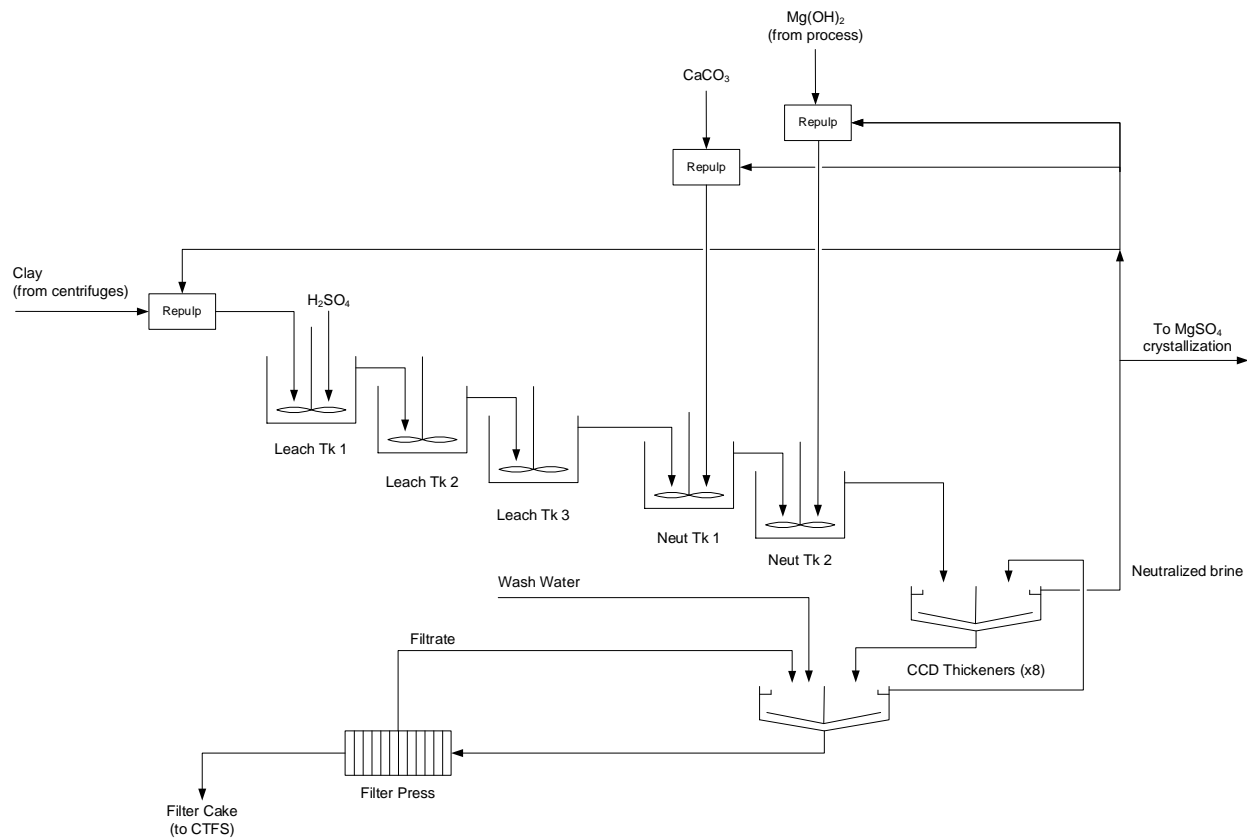 Mg(OH)₂
(from process)
CaCO₃
Repulp
Repulp
Clay
(from centrifuges)
Repulp
H₂SO₄
To MgSO₄
crystallization
Leach Tk 1
Leach Tk 2
Leach Tk 3
Neut Tk 1
Neut Tk 2
Neutralized brine
Wash Water
Filtrate
CCD Thickeners (x8)
Filter Press
Filter Cake
(to CTFS)